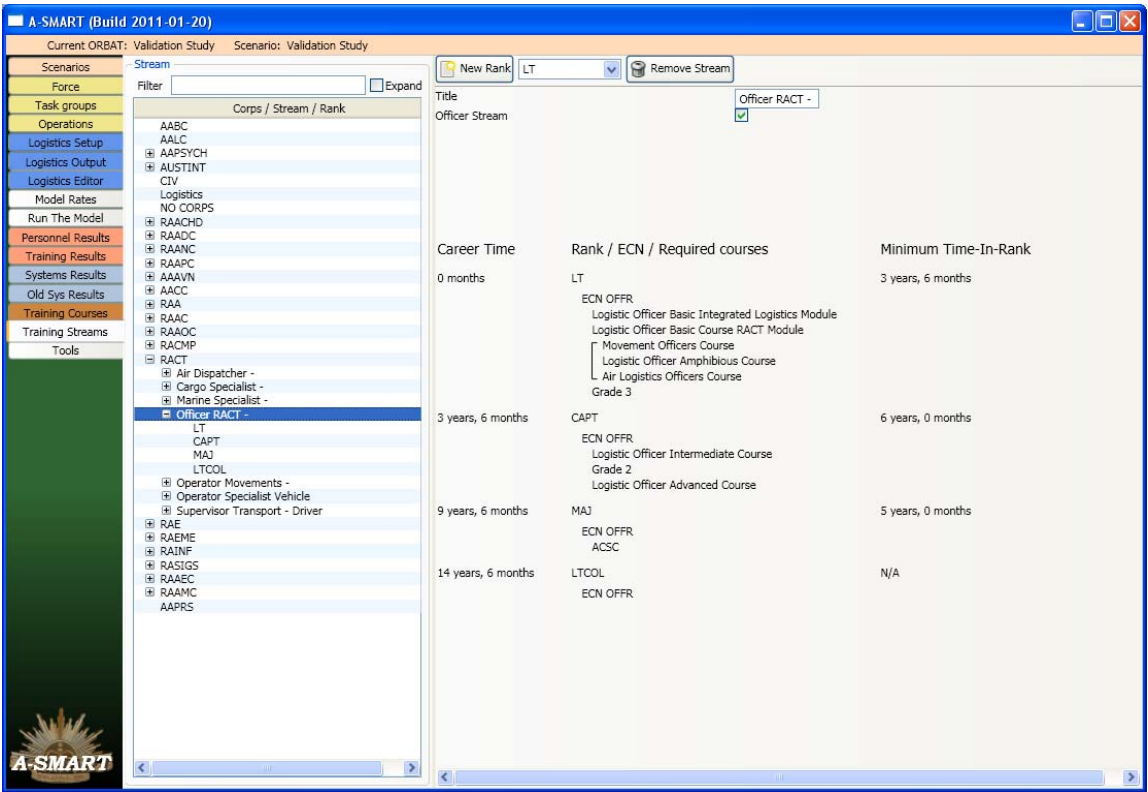 A-SMART (Build 2011-01-20)
Current ORBAT: Validation Study Scenario: Validation Study
Scenarios
Force
Task groups
Operations
Logistics Setup
Logistics Output
Logistics Editor
Model Rates
Run The Model
Personnel Results
Training Results
Systems Results
Old Sys Results
Training Courses
Training Streams
Tools
A-SMART
Stream
Filter Expand
Corps / Stream / Rank
AABC
AALC
AAPSYCH
AUSTINT
CIV
Logistics
NO CORPS
RAACHD
RAADC
RAANC
RAAPC
AAAVN
AACC
RAA
RAAC
RAAOC
RACMP
RACT
Air Dispatcher -
Cargo Specialist -
Marine Specialist -
Officer RACT -
LT
CAPT
MAJ
LTCOL
Operator Movements -
Operator Specialist Vehicle
Supervisor Transport - Driver
RAE
RAEME
RAINF
RASIGS
RAAEC
RAAMC
AAPRS
New Rank LT Remove Stream
Title Officer RACT -
Officer Stream
Career Time Rank / ECN / Required courses Minimum Time-In-Rank
0 months LT 3 years, 6 months
ECN OFFR
Logistic Officer Basic Integrated Logistics Module
Logistic Officer Basic Course RACT Module
Movement Officers Course
Logistic Officer Amphibious Course
Air Logistics Officers Course
Grade 3
3 years, 6 months CAPT 6 years, 0 months
ECN OFFR
Logistic Officer Intermediate Course
Grade 2
Logistic Officer Advanced Course
9 years, 6 months MAJ 5 years, 0 months
ECN OFFR
ACSC
14 years, 6 months LTCOL N/A
ECN OFFR